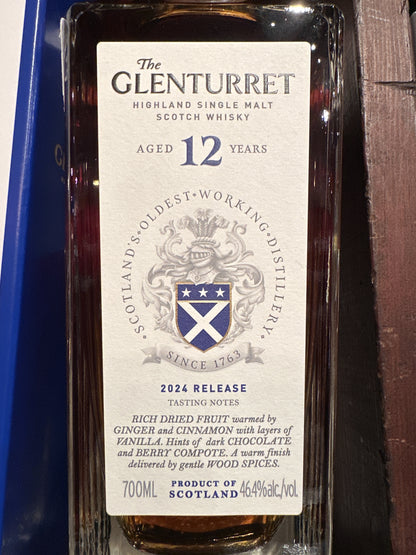 The
GLENTURRET
HIGHLAND SINGLE MALT
SCOTCH WHISKY
AGED 12 YEARS
SCOTLAND'S • OLDEST • WORKING • DISTILLERY
SINCE 1763
2024 RELEASE
TASTING NOTES
RICH DRIED FRUIT warmed by
GINGER and CINNAMON with layers of
VANILLA. Hints of dark CHOCOLATE
and BERRY COMPOTE. A warm finish
delivered by gentle WOOD SPICES.
700ML PRODUCT OF SCOTLAND 46.4%alc./vol.